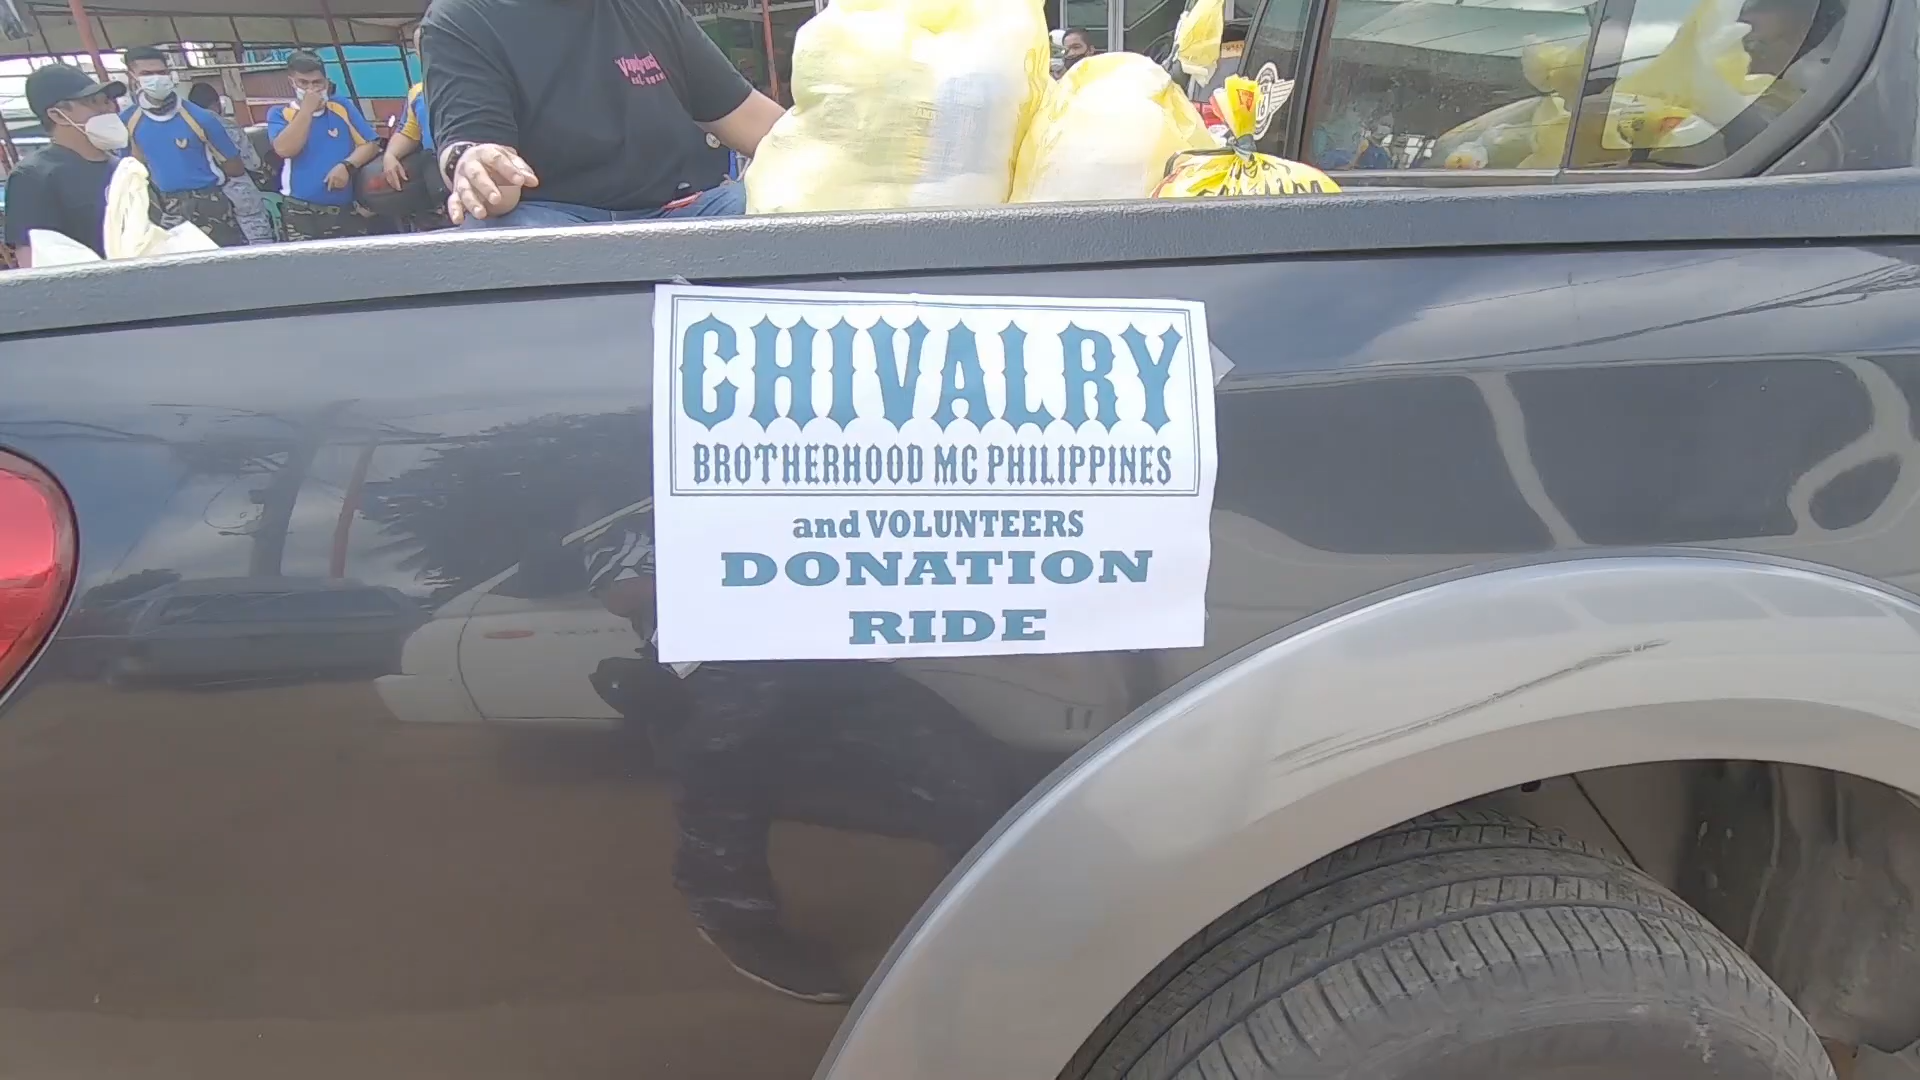 CHIVALRY
BROTHERHOOD MC PHILIPPINES
and VOLUNTEERS
DONATION
RIDE